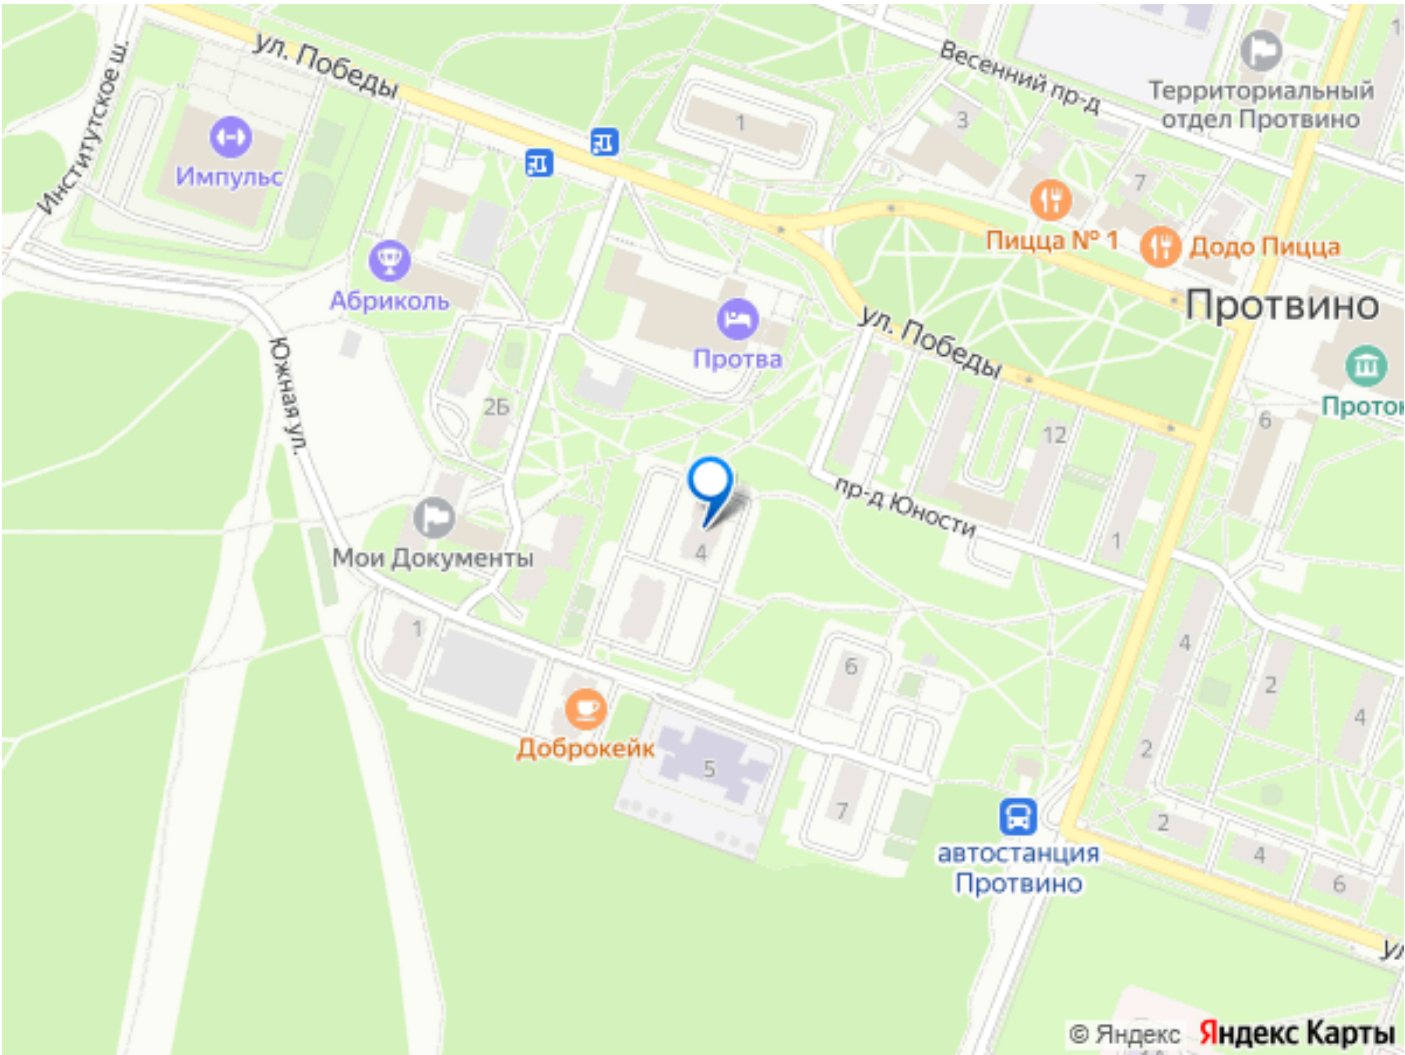 ул. Победы
Весенний пр-д
Институтское ш.
Территориальный
отдел Протвино
1
3
7
Импульс
Пицца № 1
Додо Пицца
Абриколь
Протва
Протвино
ул. Победы
Южная ул.
2Б
12
6
пр-д Юности
1
4
Мои Документы
1
6
4
2
4
Доброкейк
5
7
2
2
4
6
автостанция
Протвино
© Яндекс Яндекс Карты